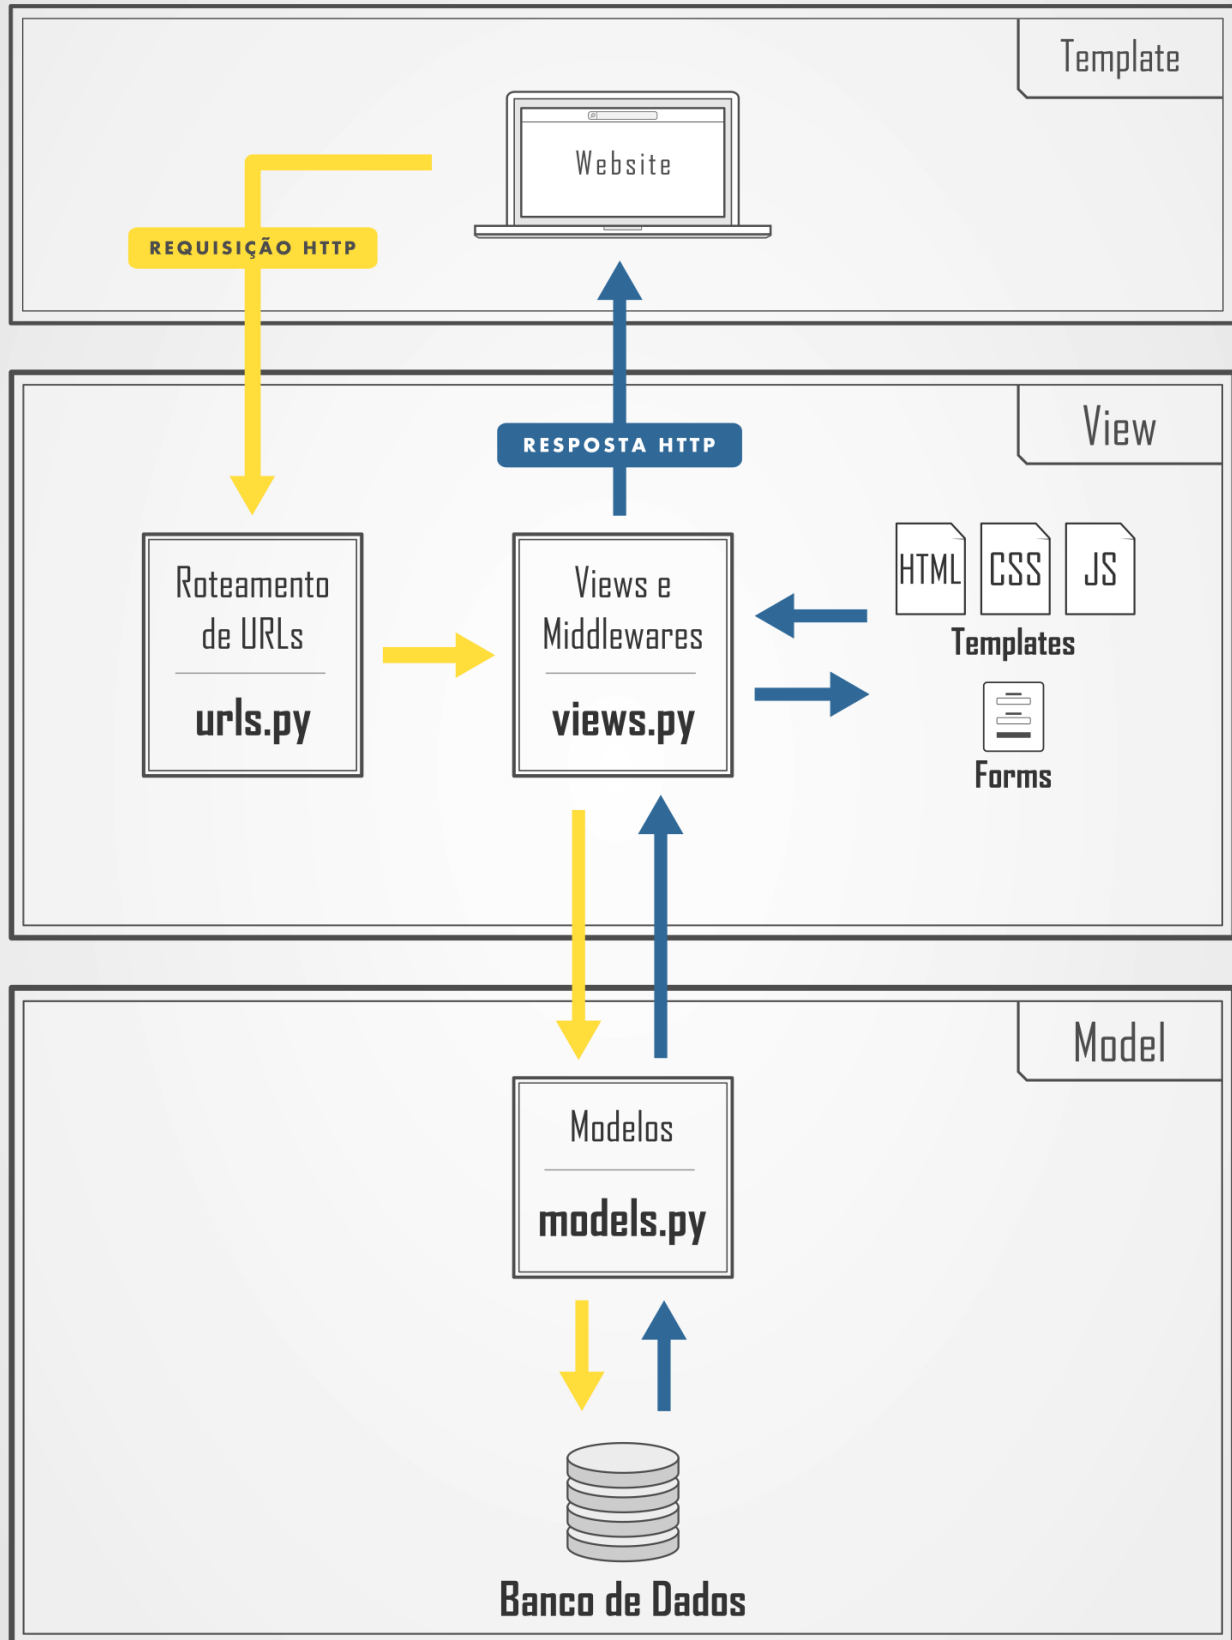 Template
Website
REQUISIÇÃO HTTP
View
RESPOSTA HTTP
Roteamento
de URLs
urls.py
Views e
Middlewares
views.py
HTML
CSS
JS
Templates
Forms
Model
Modelos
models.py
Banco de Dados